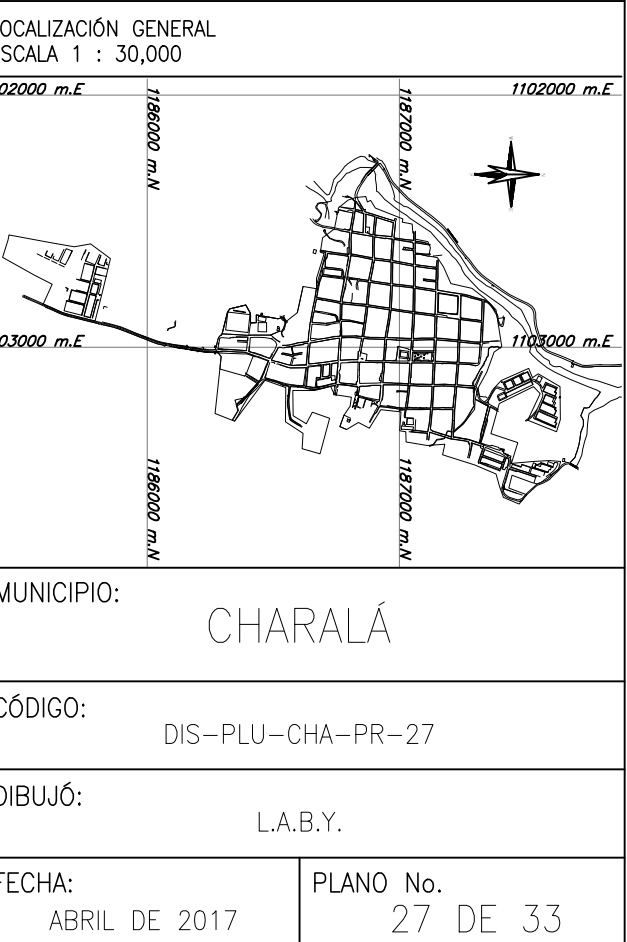 OCALIZACIÓN GENERAL
SCALA 1 : 30,000
02000 m.E
1102000 m.E
1186000 m.N
1187000 m.N
03000 m.E
1103000 m.E
1186000 m.N
1187000 m.N
MUNICIPIO:
CHARALÁ
CÓDIGO:
DIS-PLU-CHA-PR-27
DIBUJÓ:
L.A.B.Y.
FECHA:
ABRIL DE 2017
PLANO No.
27 DE 33